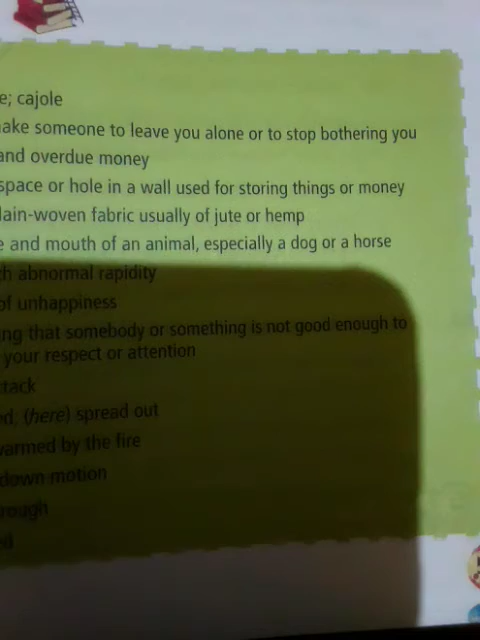 e; cajole
ake someone to leave you alone or to stop bothering you
and overdue money
space or hole in a wall used for storing things or money
lain-woven fabric usually of jute or hemp
e and mouth of an animal, especially a dog or a horse
h abnormal rapidity
of unhappiness
ng that somebody or something is not good enough to
your respect or attention
ttack
ed; (here) spread out
warmed by the fire
down motion
rough
ed